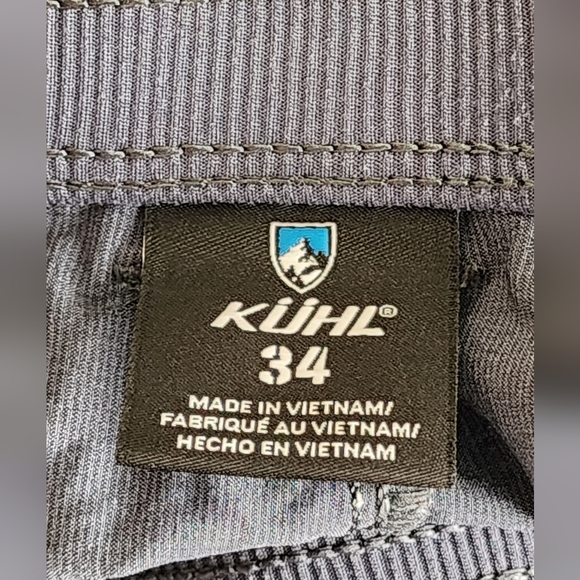 KÜHL®
34
MADE IN VIETNAM/
FABRIQUÉ AU VIETNAM/
HECHO EN VIETNAM